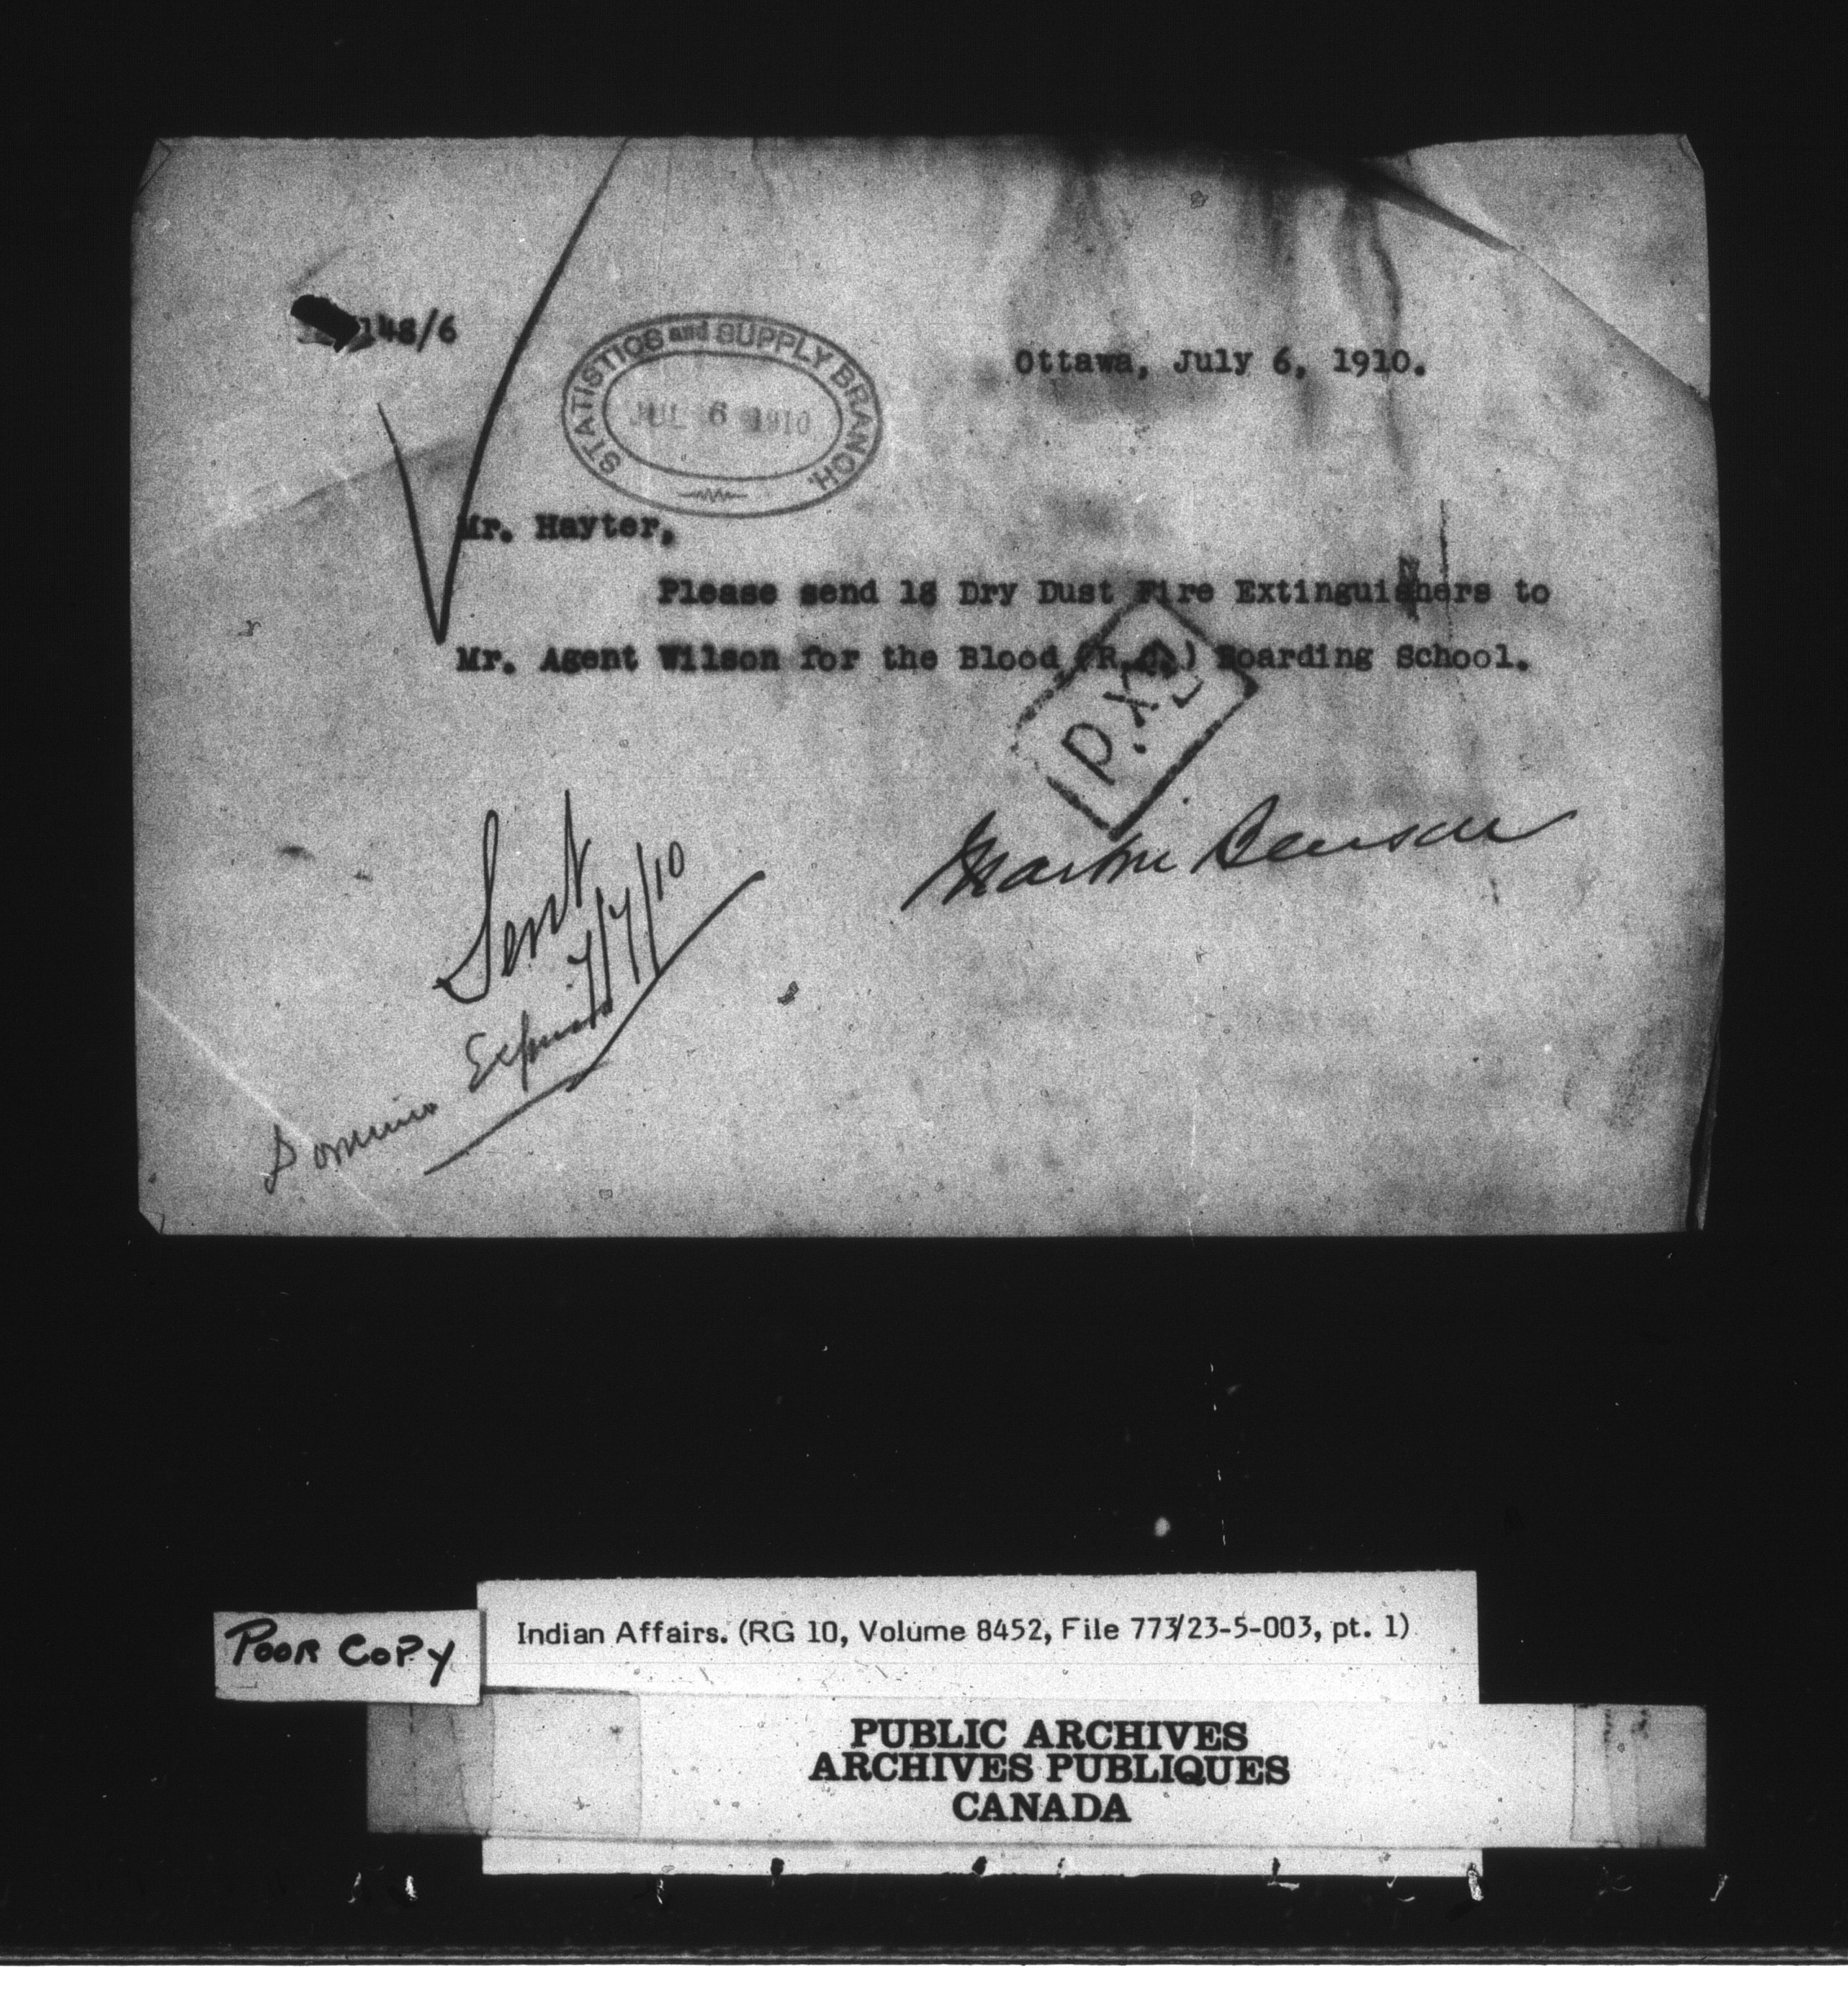 148/6
STATISTICS and SUPPLY BRANCH.
JUL 6 1910
Ottawa, July 6, 1910.
Mr. Hayter,
Please send 18 Dry Dust Fire Extinguishers to
Mr. Agent Wilson for the Blood (R.C.) Boarding School.
Martin Benson
Sent
7/7/10
Express
POOR COPY
Indian Affairs. (RG 10, Volume 8452, File 773/23-5-003, pt. 1)
PUBLIC ARCHIVES
ARCHIVES PUBLIQUES
CANADA